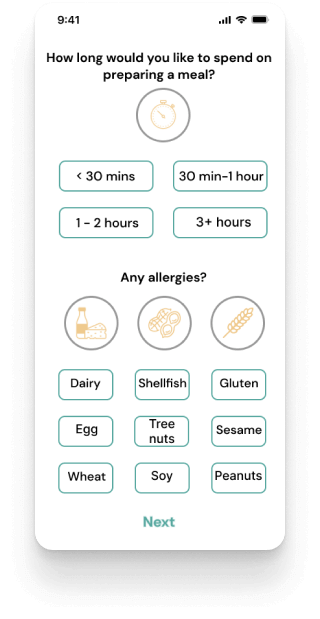 9:41
How long would you like to spend on
preparing a meal?
< 30 mins
30 min-1 hour
1 - 2 hours
3+ hours
Any allergies?
Dairy
Shellfish
Gluten
Egg
Tree
nuts
Sesame
Wheat
Soy
Peanuts
Next